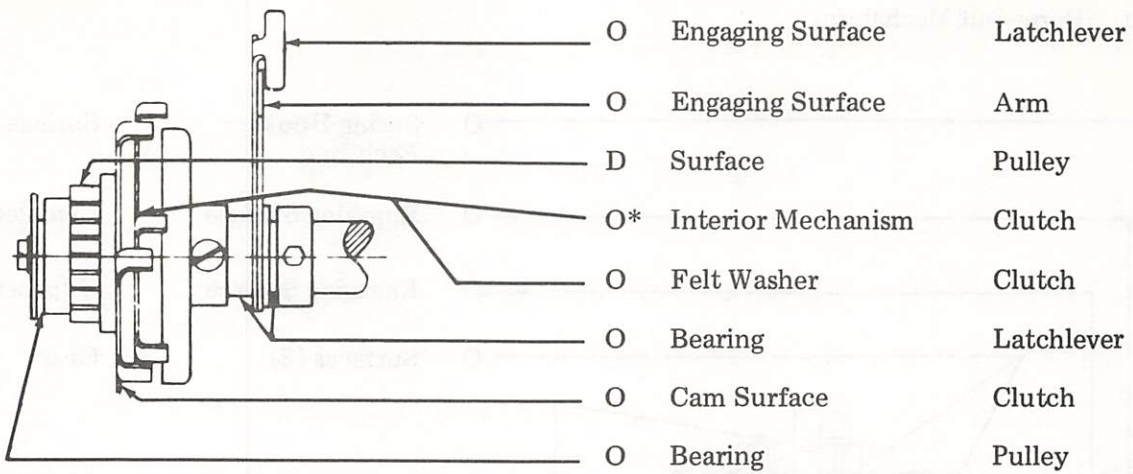 O Engaging Surface Latchlever
O Engaging Surface Arm
D Surface Pulley
O* Interior Mechanism Clutch
O Felt Washer Clutch
O Bearing Latchlever
O Cam Surface Clutch
O Bearing Pulley